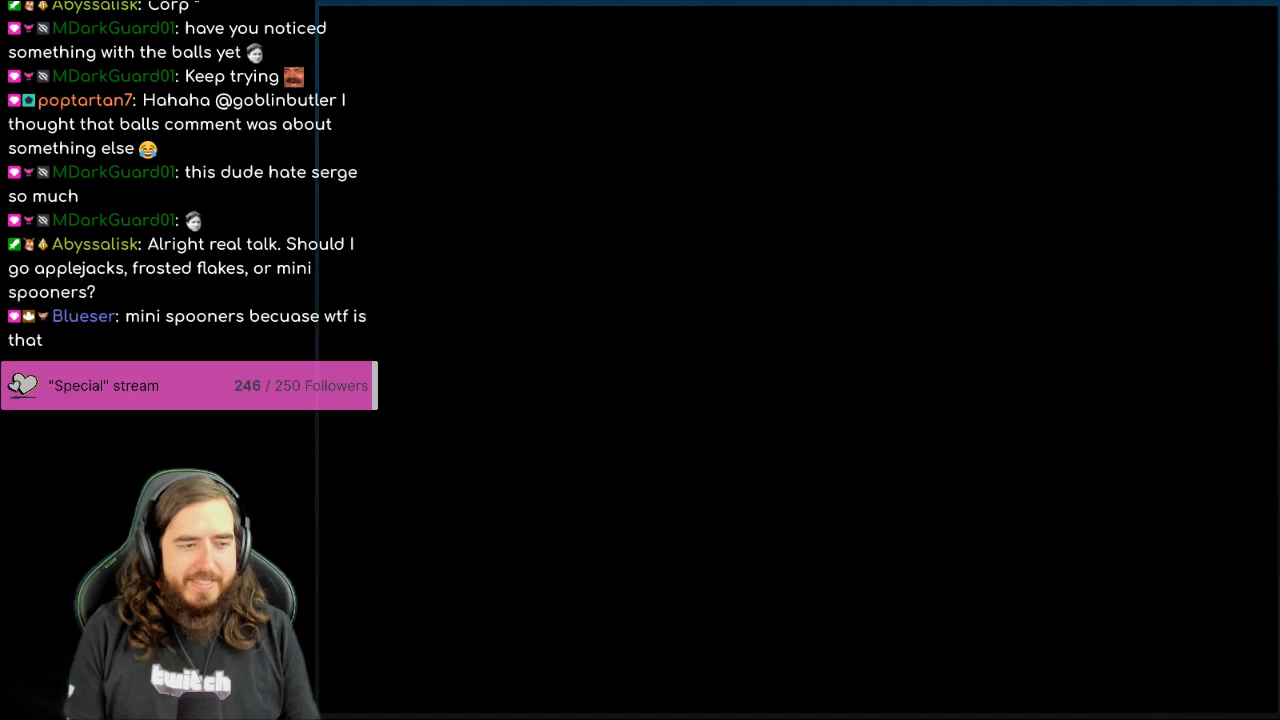 Abyssalisk: Corp "
MDarkGuard01: have you noticed
something with the balls yet
MDarkGuard01: Keep trying
poptartan7: Hahaha @goblinbutler I
thought that balls comment was about
something else 😂
MDarkGuard01: this dude hate serge
so much
MDarkGuard01:
Abyssalisk: Alright real talk. Should I
go applejacks, frosted flakes, or mini
spooners?
Blueser: mini spooners becuase wtf is
that
"Special" stream 246 / 250 Followers
twitch